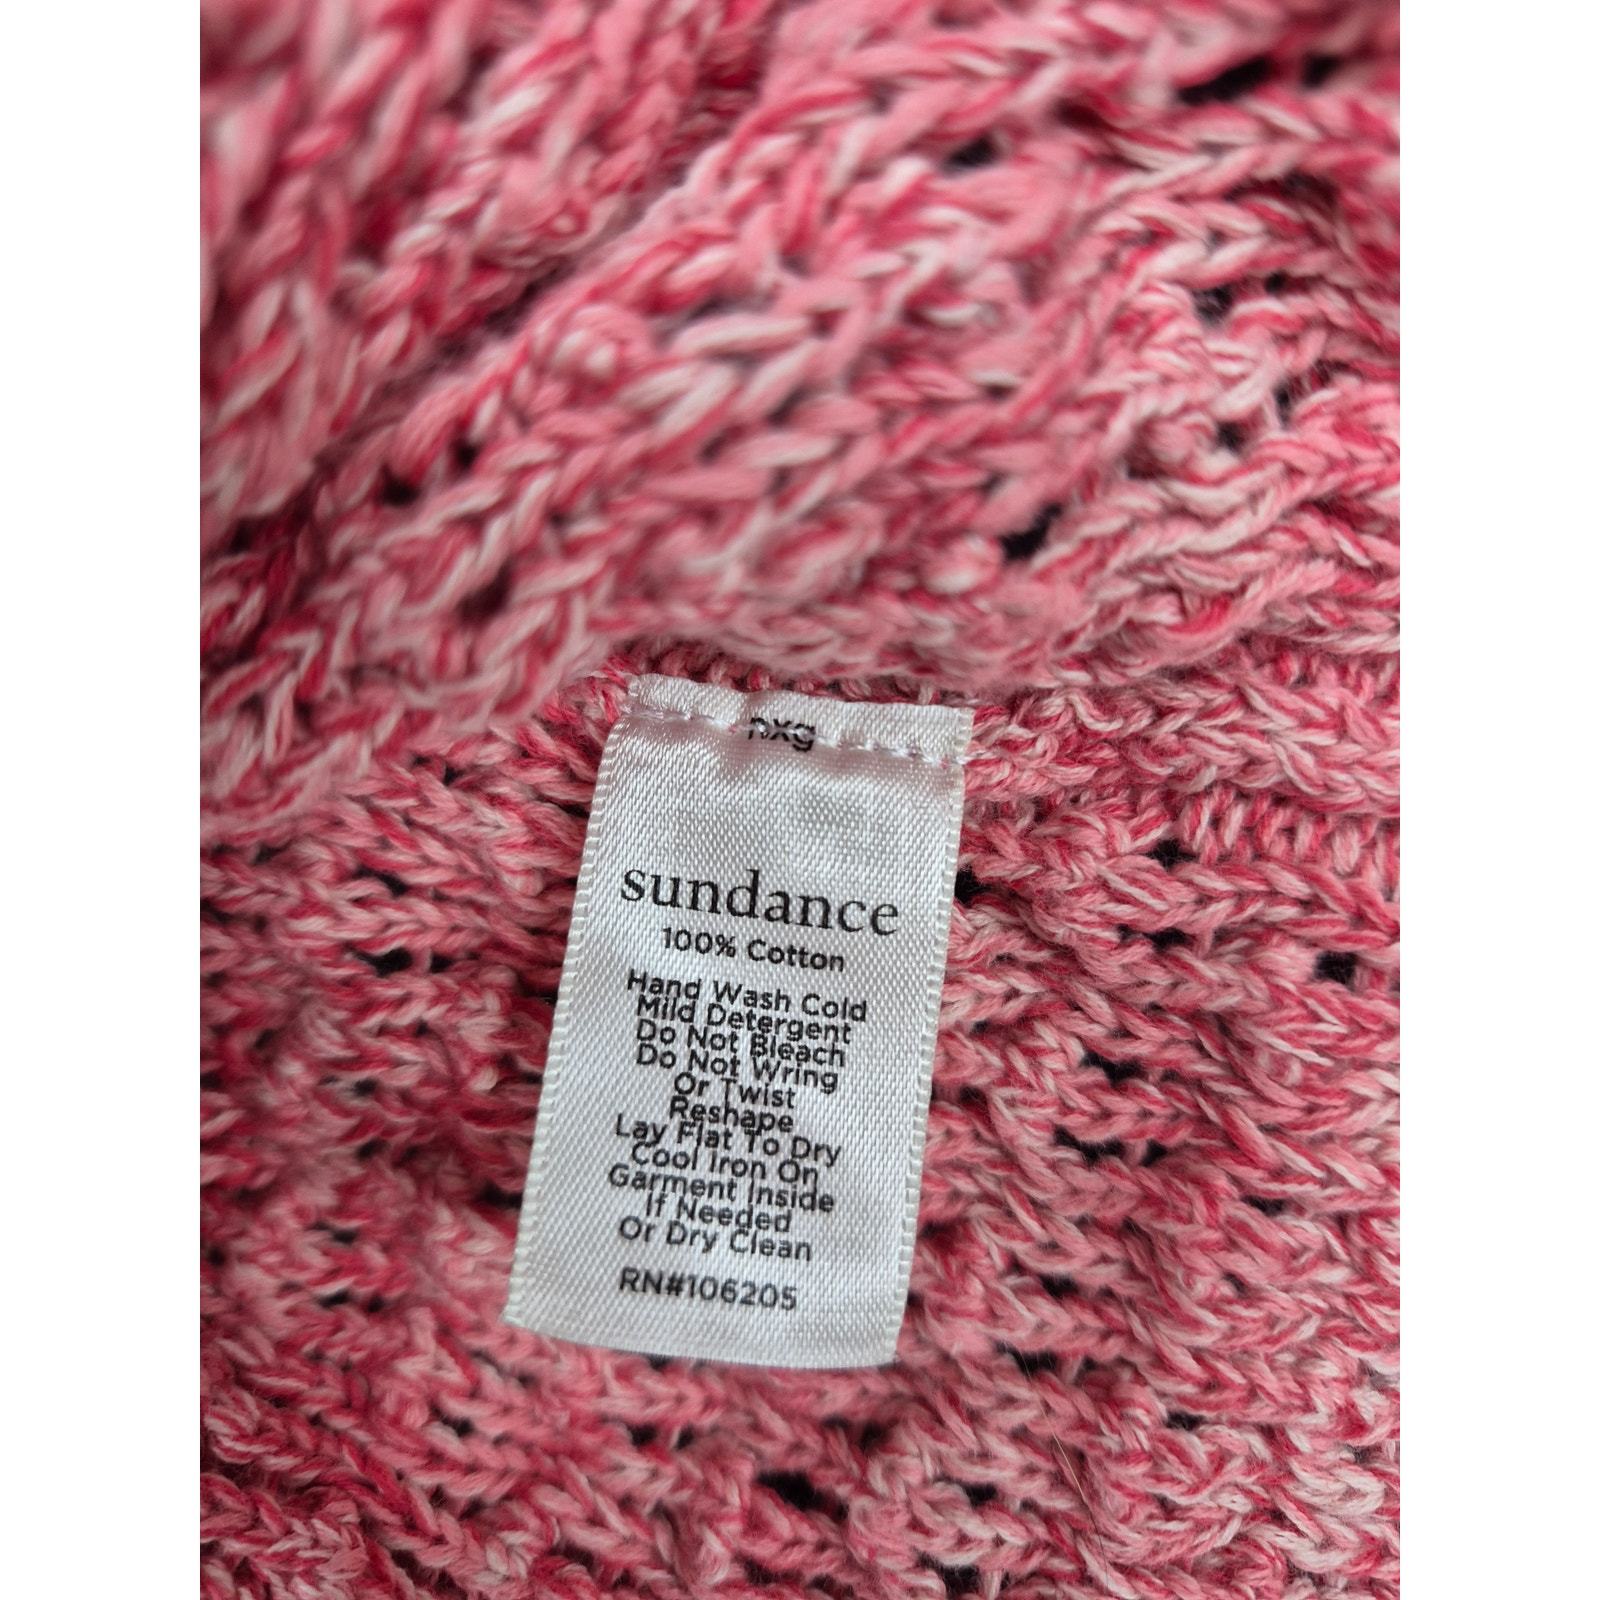 nxg
sundance
100% Cotton
Hand Wash Cold
Mild Detergent
Do Not Bleach
Do Not Wring
Or Twist
Reshape
Lay Flat To Dry
Cool Iron On
Garment Inside
If Needed
Or Dry Clean
RN#106205